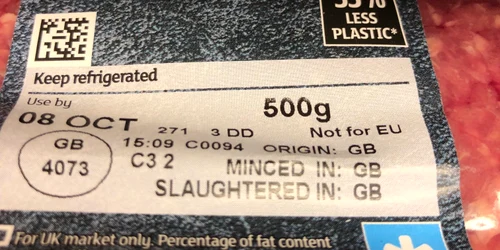 55%
LESS
PLASTIC*
Keep refrigerated
Use by
500g
08 OCT 271 3 DD Not for EU
GB 15:09 C0094 ORIGIN: GB
4073 C3 2 MINCED IN: GB
SLAUGHTERED IN: GB
For UK market only. Percentage of fat content